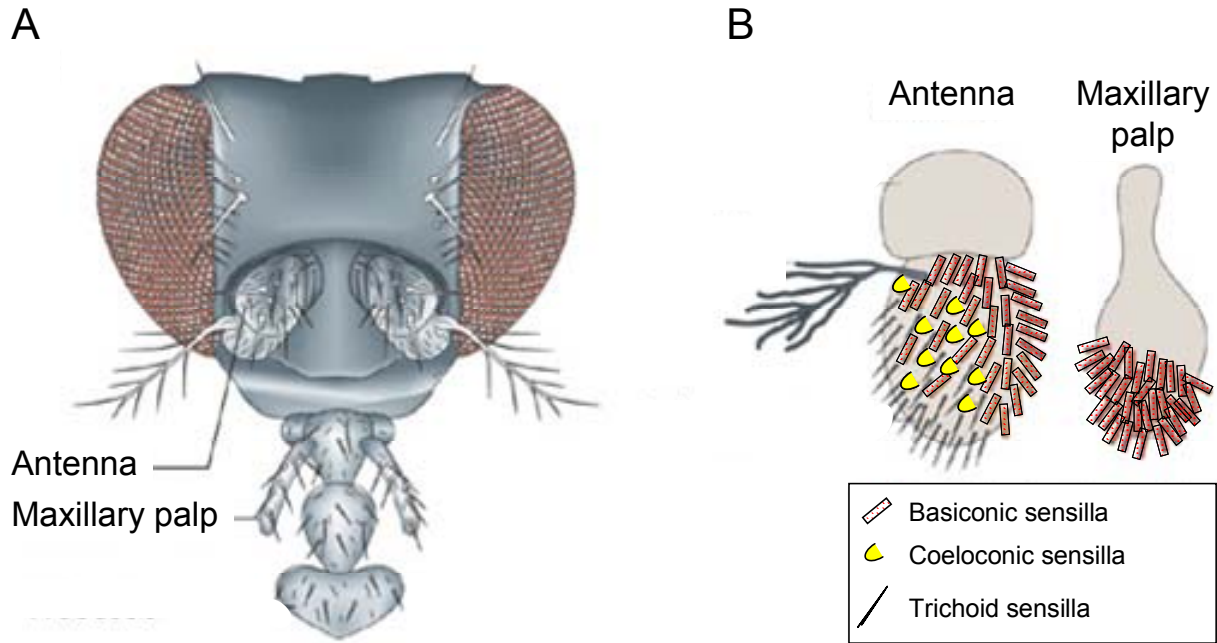 A
Antenna
Maxillary palp
B
Antenna
Maxillary
palp
Basiconic sensilla
Coeloconic sensilla
Trichoid sensilla